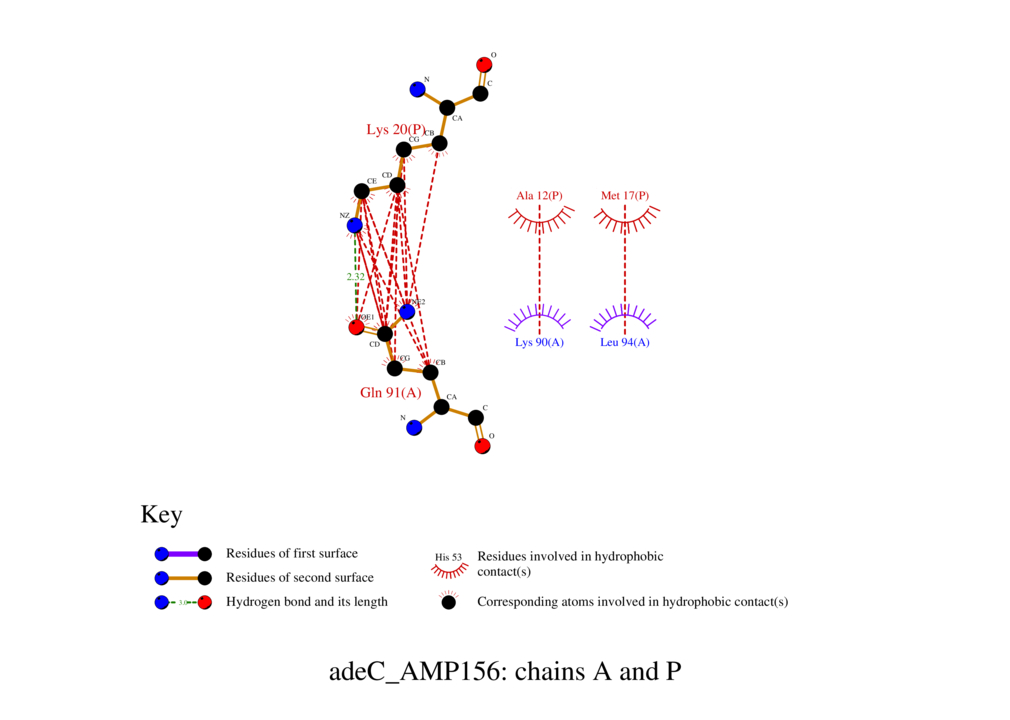 O
N
C
CA
Lys 20(P)
CB
CG
CD
CE
NZ
Ala 12(P)
Met 17(P)
2.32
NE2
OE1
CD
Lys 90(A)
Leu 94(A)
CG
CB
Gln 91(A)
CA
C
N
O
Key
Residues of first surface
Residues of second surface
3.0
Hydrogen bond and its length
His 53
Residues involved in hydrophobic
contact(s)
Corresponding atoms involved in hydrophobic contact(s)
adeC_AMP156: chains A and P